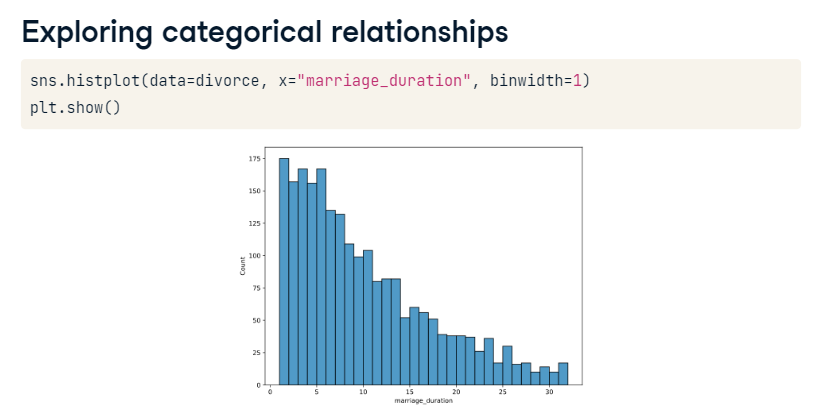 Exploring categorical relationships
sns.histplot(data=divorce, x="marriage_duration", binwidth=1)
plt.show()
175
150
125
100
75
50
25
0
Count
0 5 10 15 20 25 30
marriage_duration